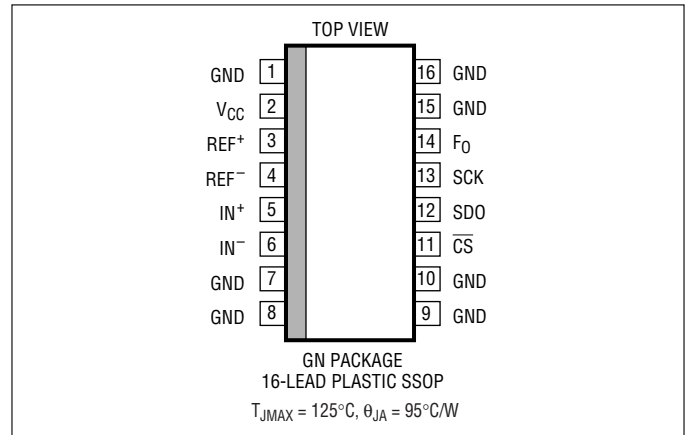 TOP VIEW
GND 1 16 GND
VCC 2 15 GND
REF+ 3 14 FO
REF− 4 13 SCK
IN+ 5 12 SDO
IN− 6 11 C̅S̅
GND 7 10 GND
GND 8 9 GND
GN PACKAGE
16-LEAD PLASTIC SSOP
TJMAX = 125°C, θJA = 95°C/W